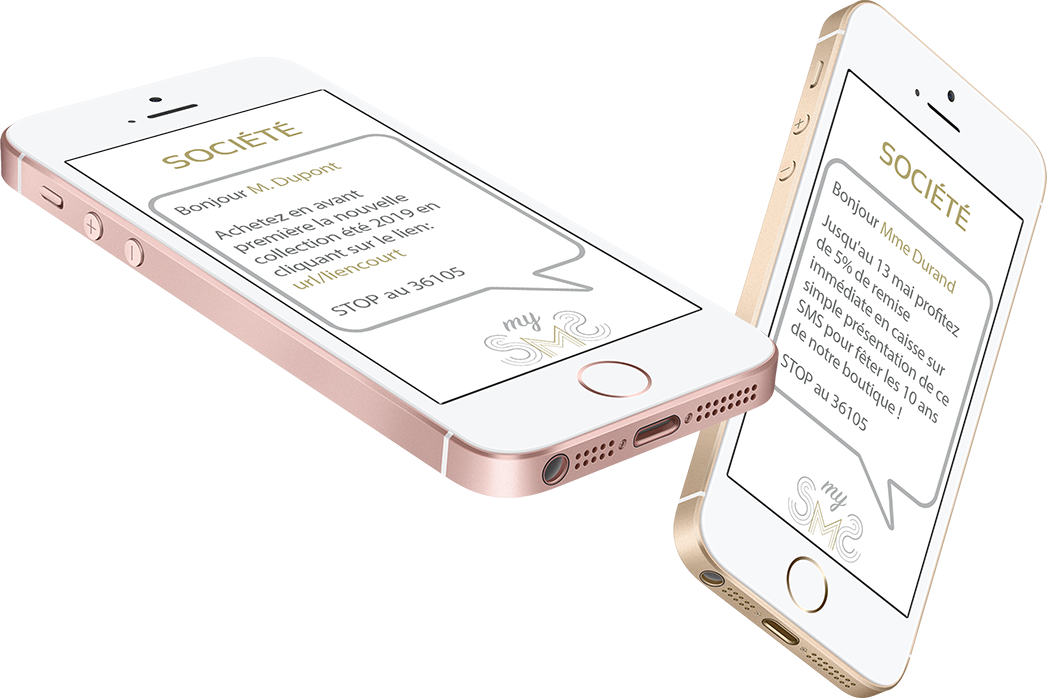 SOCIÉTÉ
Bonjour M. Dupont
Achetez en avant
première la nouvelle
collection été 2019 en
cliquant sur le lien:
url/liencourt
STOP au 36105
my
SMS
SOCIÉTÉ
Bonjour Mme Durand
Jusqu'au 13 mai profitez
de 5% de remise
immédiate en caisse sur
simple présentation de ce
SMS pour fêter les 10 ans
de notre boutique !
STOP au 36105
my
SMS